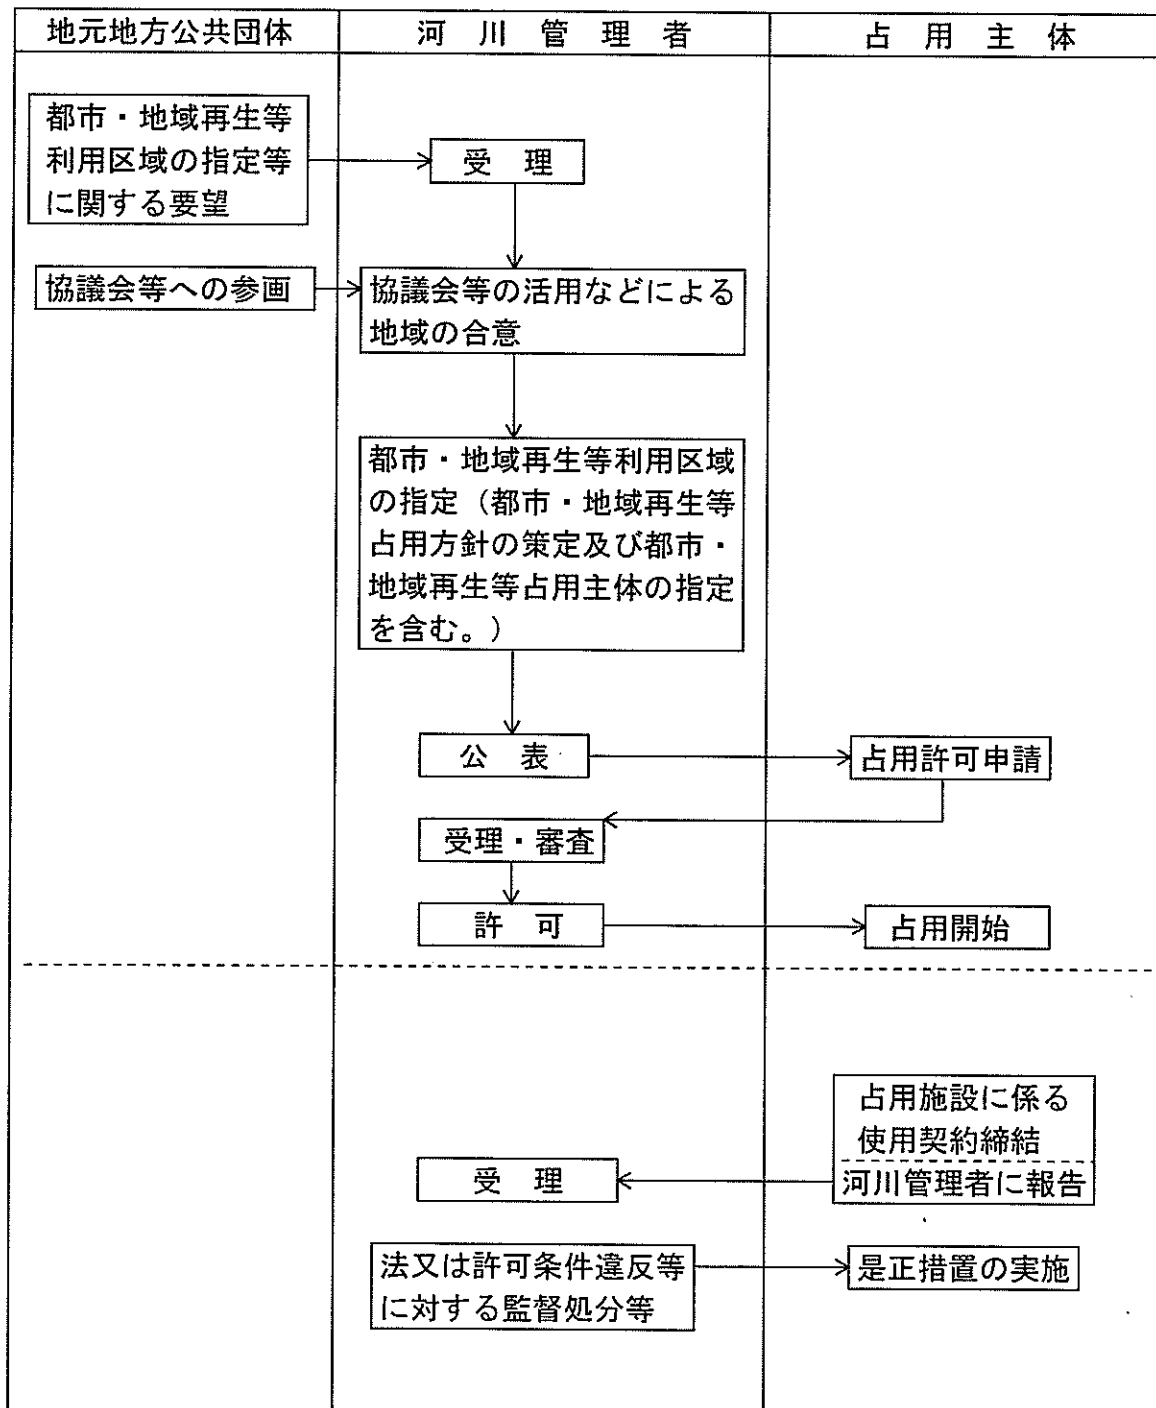 地元地方公共団体
河川管理者
占用主体
都市・地域再生等
利用区域の指定等
に関する要望
受理
協議会等への参画
協議会等の活用などによる
地域の合意
都市・地域再生等利用区域
の指定（都市・地域再生等
占用方針の策定及び都市・
地域再生等占用主体の指定
を含む。）
公表
占用許可申請
受理・審査
許可
占用開始
占用施設に係る
使用契約締結
河川管理者に報告
受理
法又は許可条件違反等
に対する監督処分等
是正措置の実施